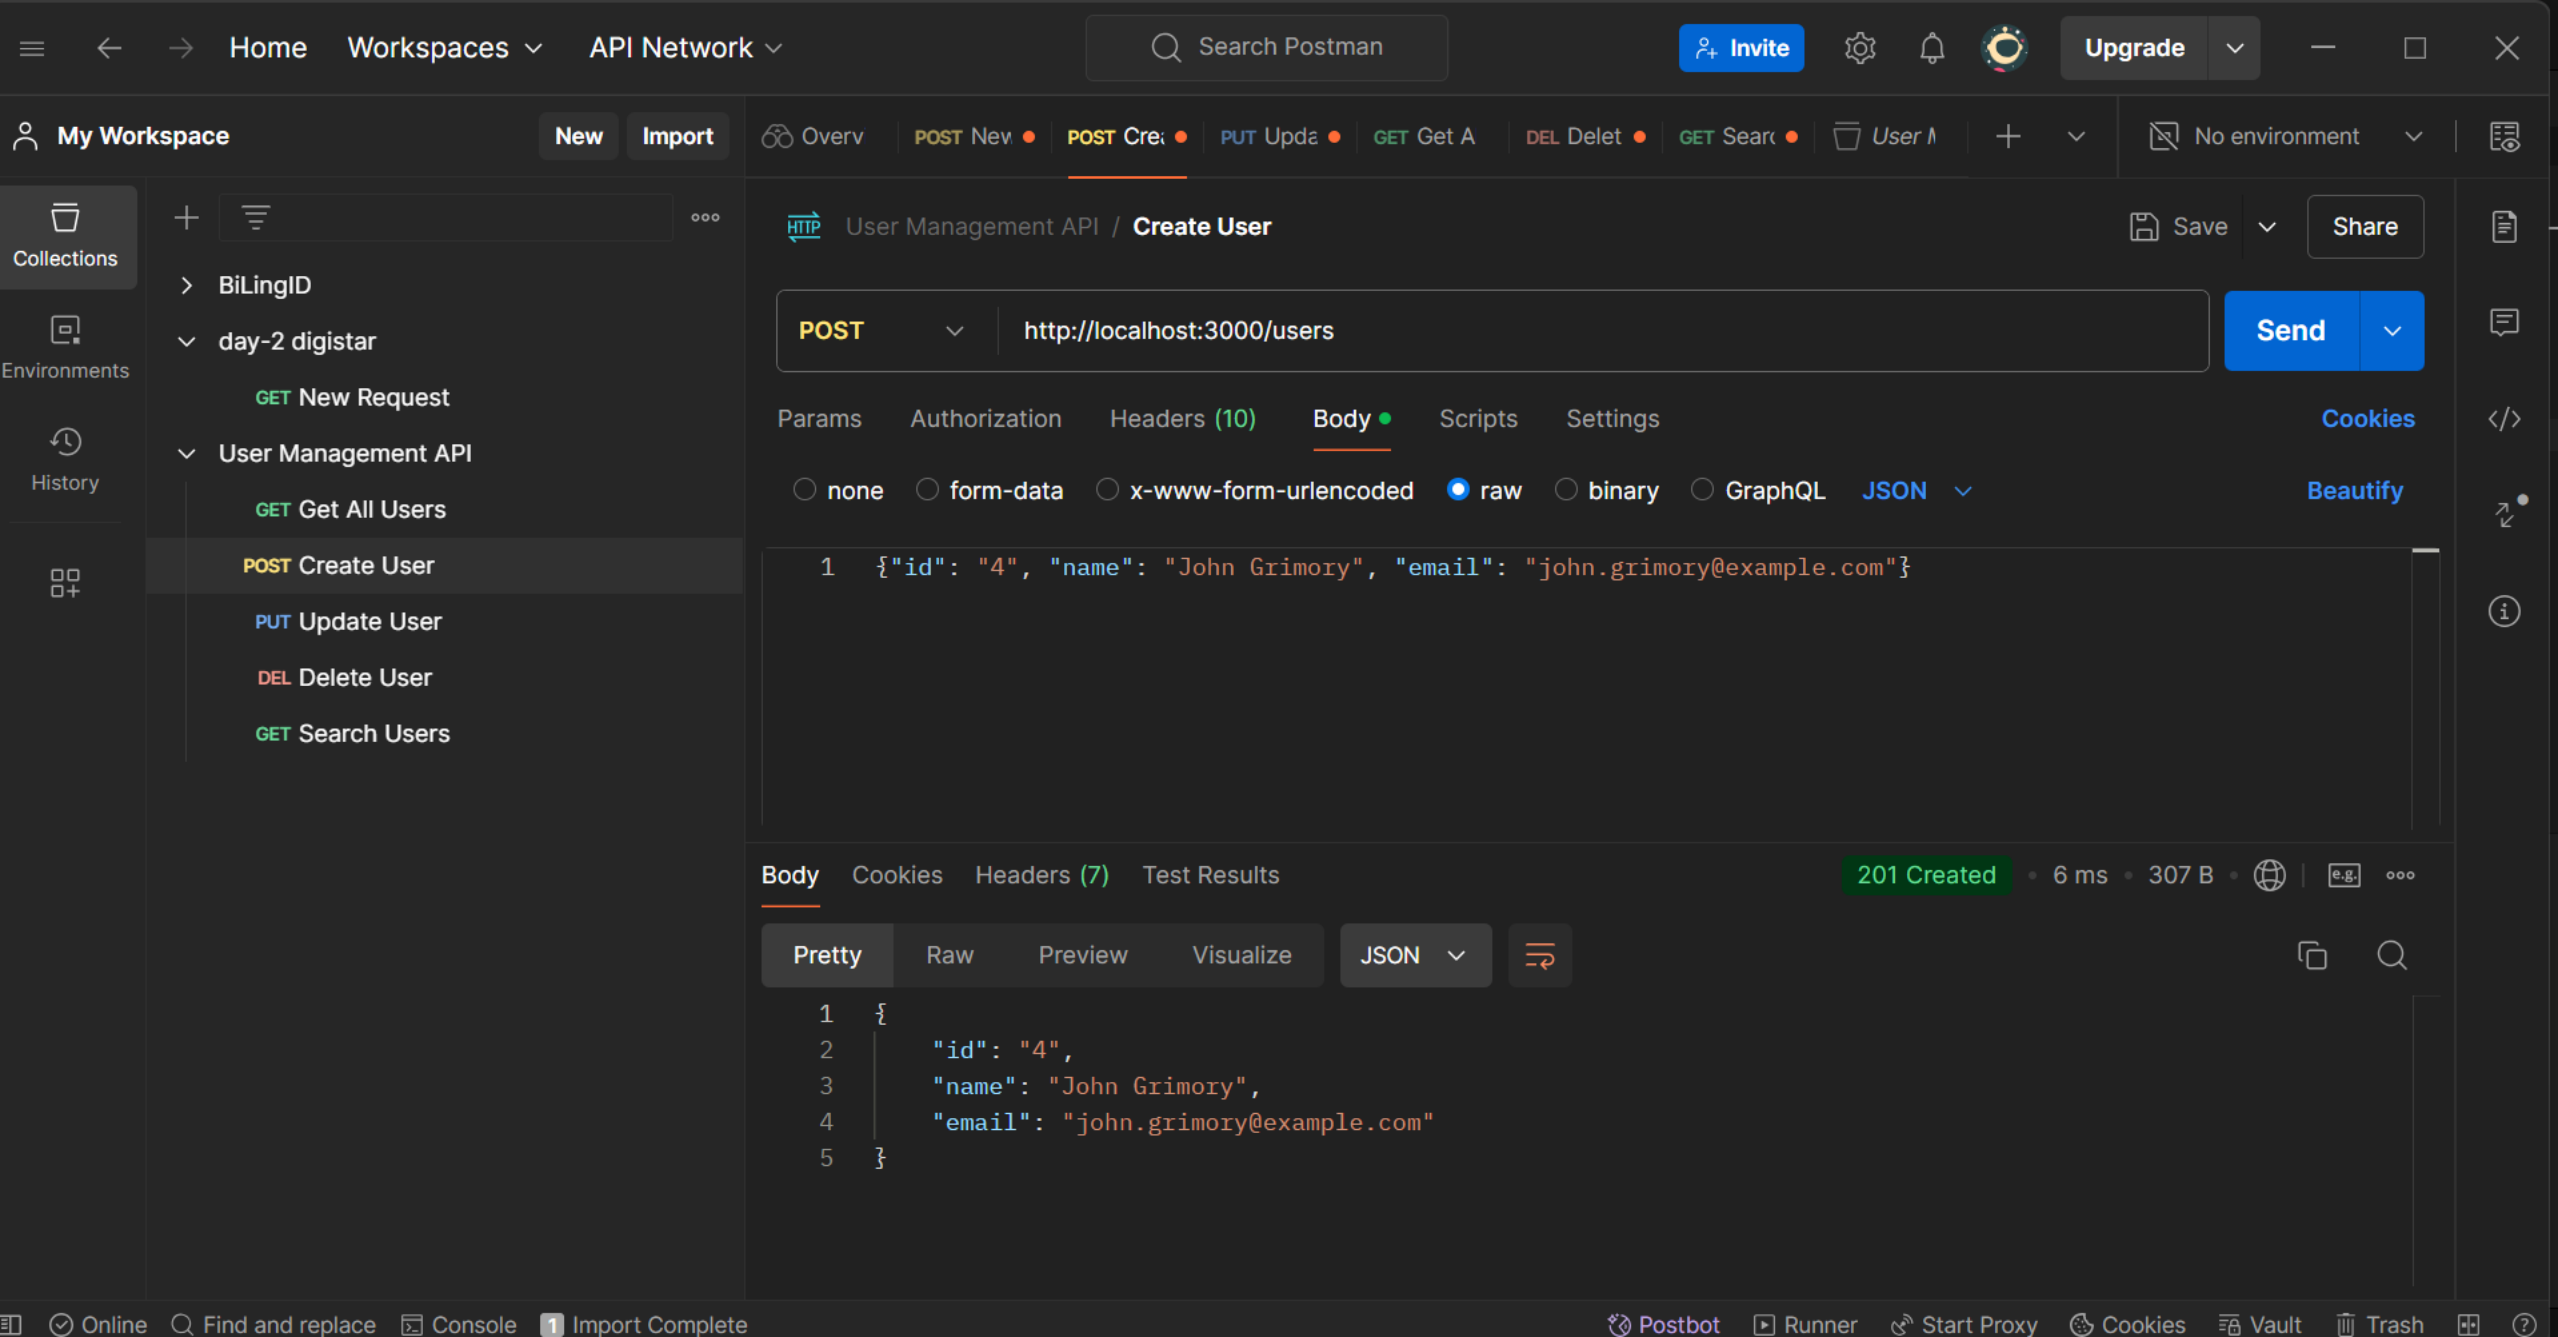 Home Workspaces API Network Search Postman Invite Upgrade
My Workspace New Import
Overv POST New POST Crea PUT Upda GET Get A DEL Delet GET Searc User M No environment
Collections
Environments
History
BiLingID
day-2 digistar
GET New Request
User Management API
GET Get All Users
POST Create User
PUT Update User
DEL Delete User
GET Search Users
HTTP User Management API / Create User Save Share
POST http://localhost:3000/users Send
Params Authorization Headers (10) Body Scripts Settings Cookies
none form-data x-www-form-urlencoded raw binary GraphQL JSON Beautify
1 {"id": "4", "name": "John Grimory", "email": "john.grimory@example.com"}
Body Cookies Headers (7) Test Results 201 Created • 6 ms • 307 B • e.g.
Pretty Raw Preview Visualize JSON
1 {
2 "id": "4",
3 "name": "John Grimory",
4 "email": "john.grimory@example.com"
5 }
Online Find and replace Console 1 Import Complete Postbot Runner Start Proxy Cookies Vault Trash